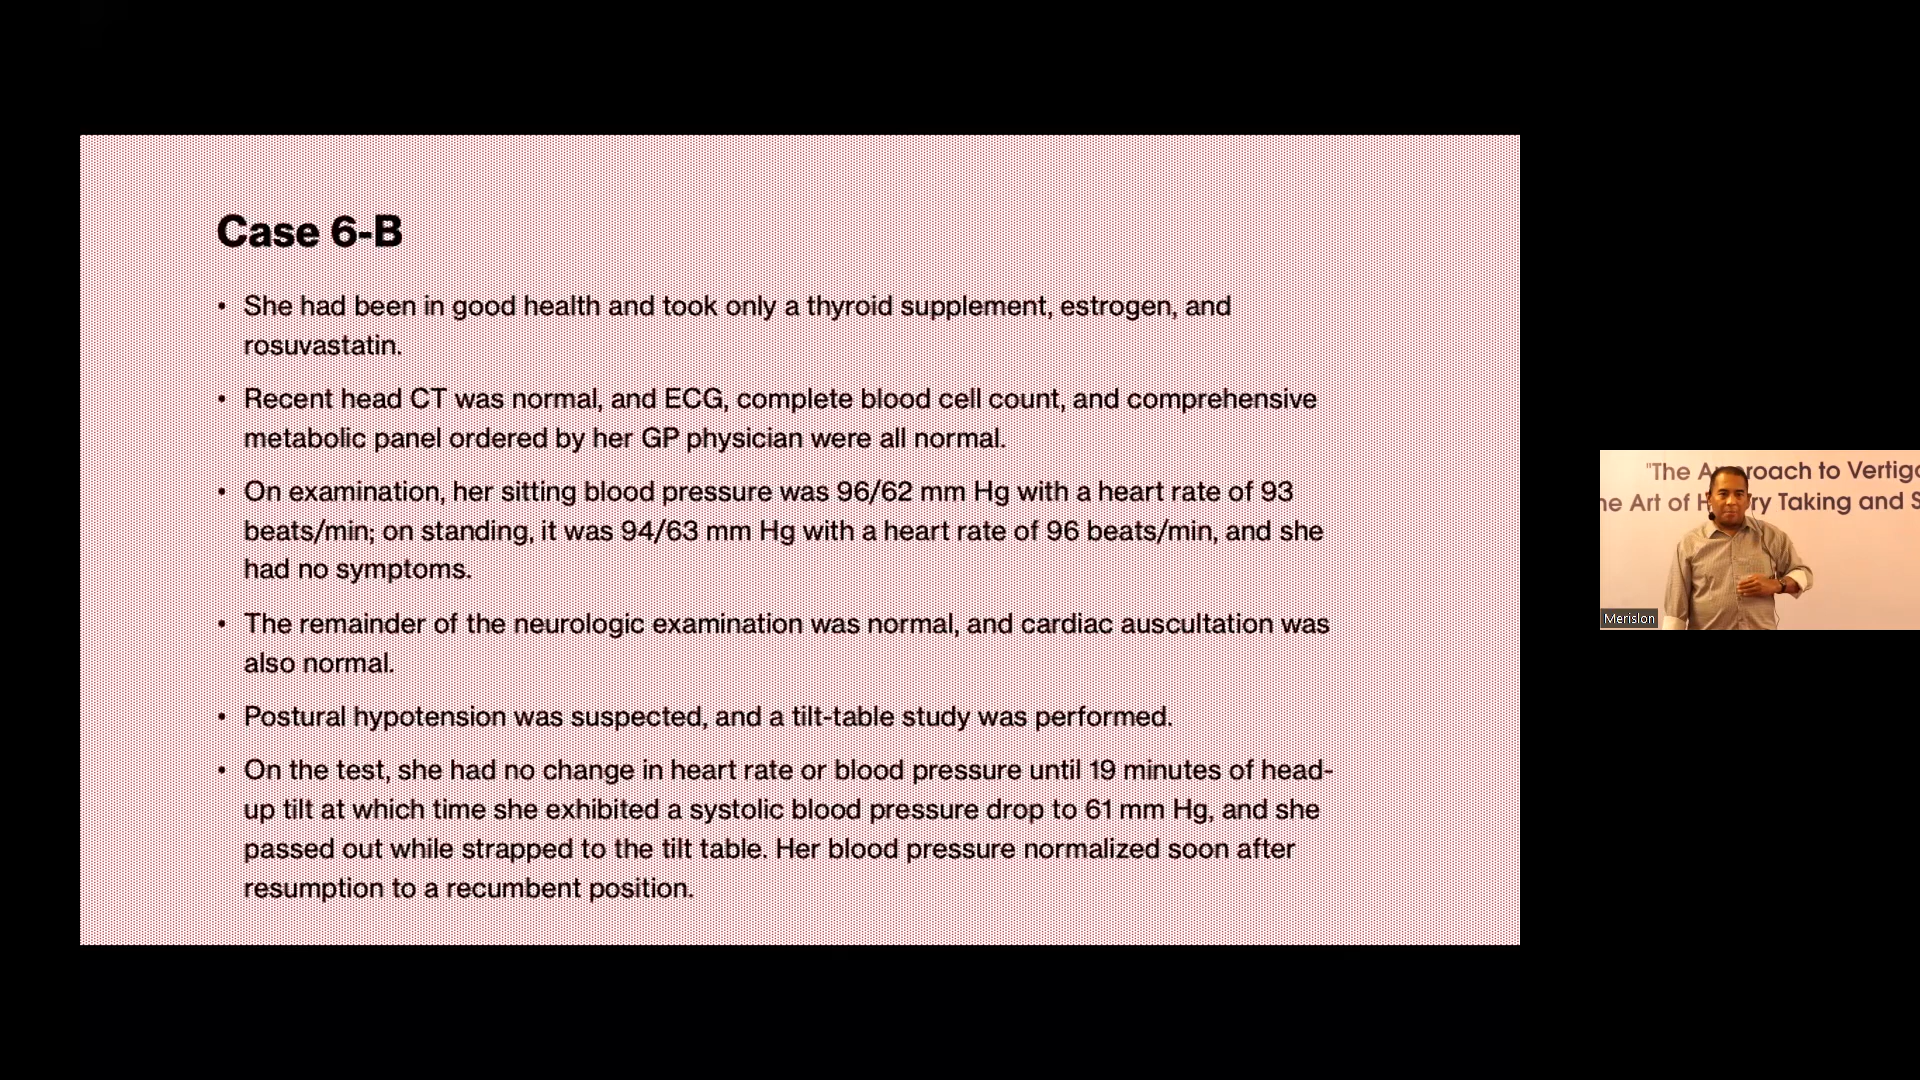 Case 6-B
• She had been in good health and took only a thyroid supplement, estrogen, and
rosuvastatin.
• Recent head CT was normal, and ECG, complete blood cell count, and comprehensive
metabolic panel ordered by her GP physician were all normal.
• On examination, her sitting blood pressure was 96/62 mm Hg with a heart rate of 93
beats/min; on standing, it was 94/63 mm Hg with a heart rate of 96 beats/min, and she
had no symptoms.
• The remainder of the neurologic examination was normal, and cardiac auscultation was
also normal.
• Postural hypotension was suspected, and a tilt-table study was performed.
• On the test, she had no change in heart rate or blood pressure until 19 minutes of head-
up tilt at which time she exhibited a systolic blood pressure drop to 61 mm Hg, and she
passed out while strapped to the tilt table. Her blood pressure normalized soon after
resumption to a recumbent position.
"The to
Art of Taking and
Merislon